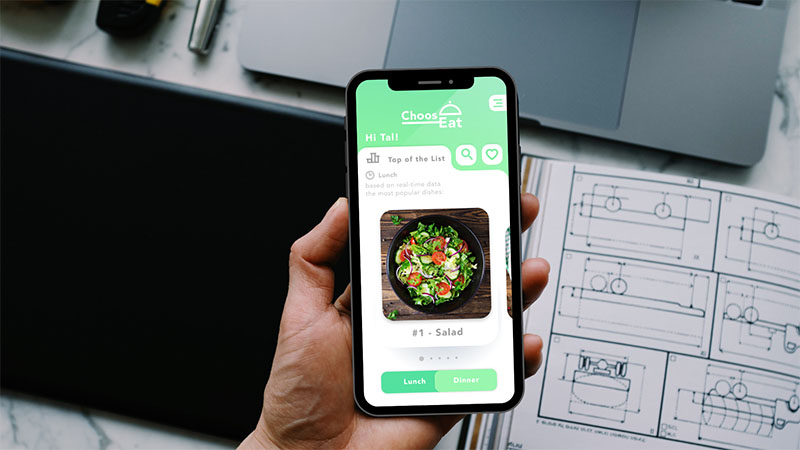 Choos
Eat
Hi Tal!
Top of the List
Lunch
based on real-time data
the most popular dishes:
#1 - Salad
Lunch
Dinner